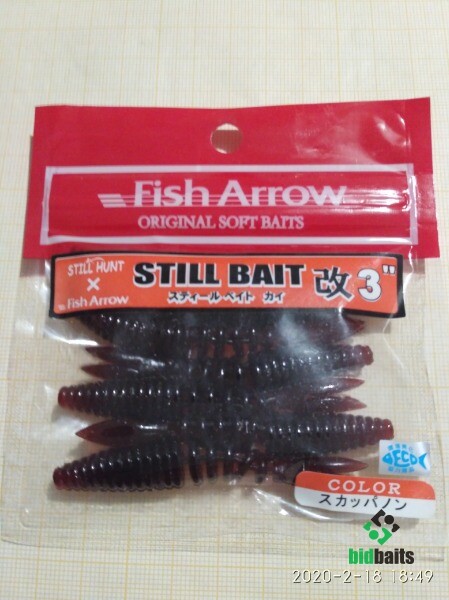 Fish Arrow
ORIGINAL SOFT BAITS
STILL HUNT
×
Fish Arrow
STILL BAIT 改 3"
スティール ベイト カイ
ECO
COLOR
スカッパノン
bidbaits
2020-2-18 18:49